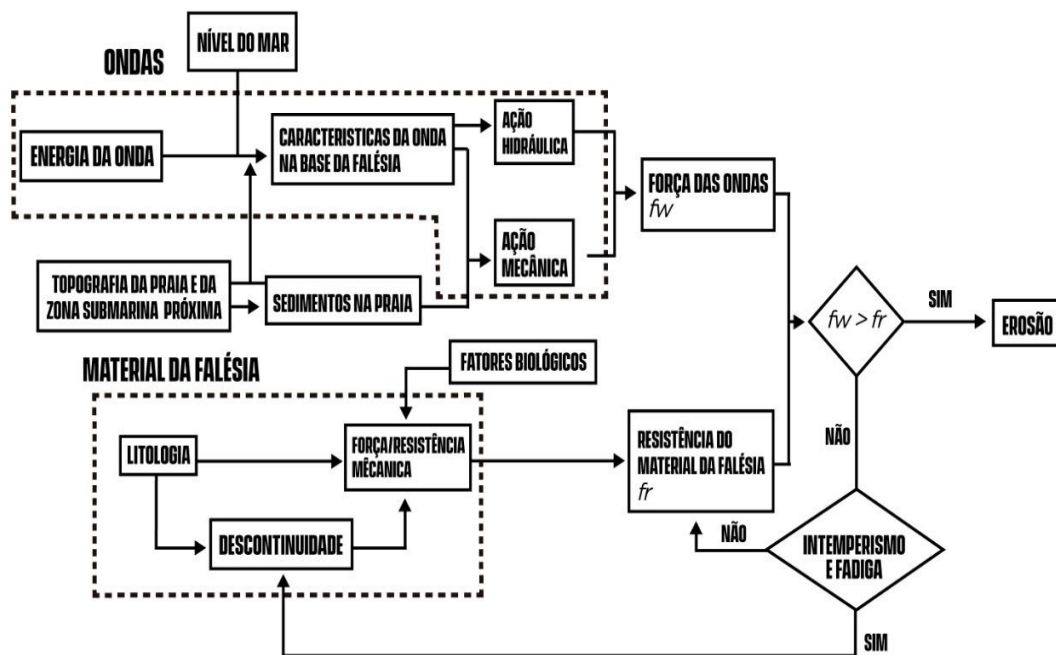 NÍVEL DO MAR
ONDAS
ENERGIA DA ONDA
CARACTERISTICAS DA ONDA
NA BASE DA FALÉSIA
AÇÃO
HIDRÁULICA
FORÇA DAS ONDAS
fw
AÇÃO
MECÂNICA
TOPOGRAFIA DA PRAIA E DA
ZONA SUBMARINA PRÓXIMA
SEDIMENTOS NA PRAIA
fw > fr
SIM
EROSÃO
MATERIAL DA FALÉSIA
FATORES BIOLÓGICOS
LITOLOGIA
FORÇA/RESISTÊNCIA
MÊCANICA
RESISTÊNCIA DO
MATERIAL DA FALÉSIA
fr
NÃO
DESCONTINUIDADE
NÃO
INTEMPERISMO
E FADIGA
SIM